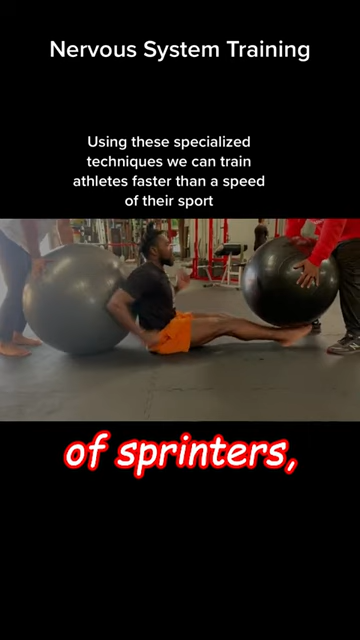 Nervous System Training
Using these specialized
techniques we can train
athletes faster than a speed
of their sport
of sprinters,